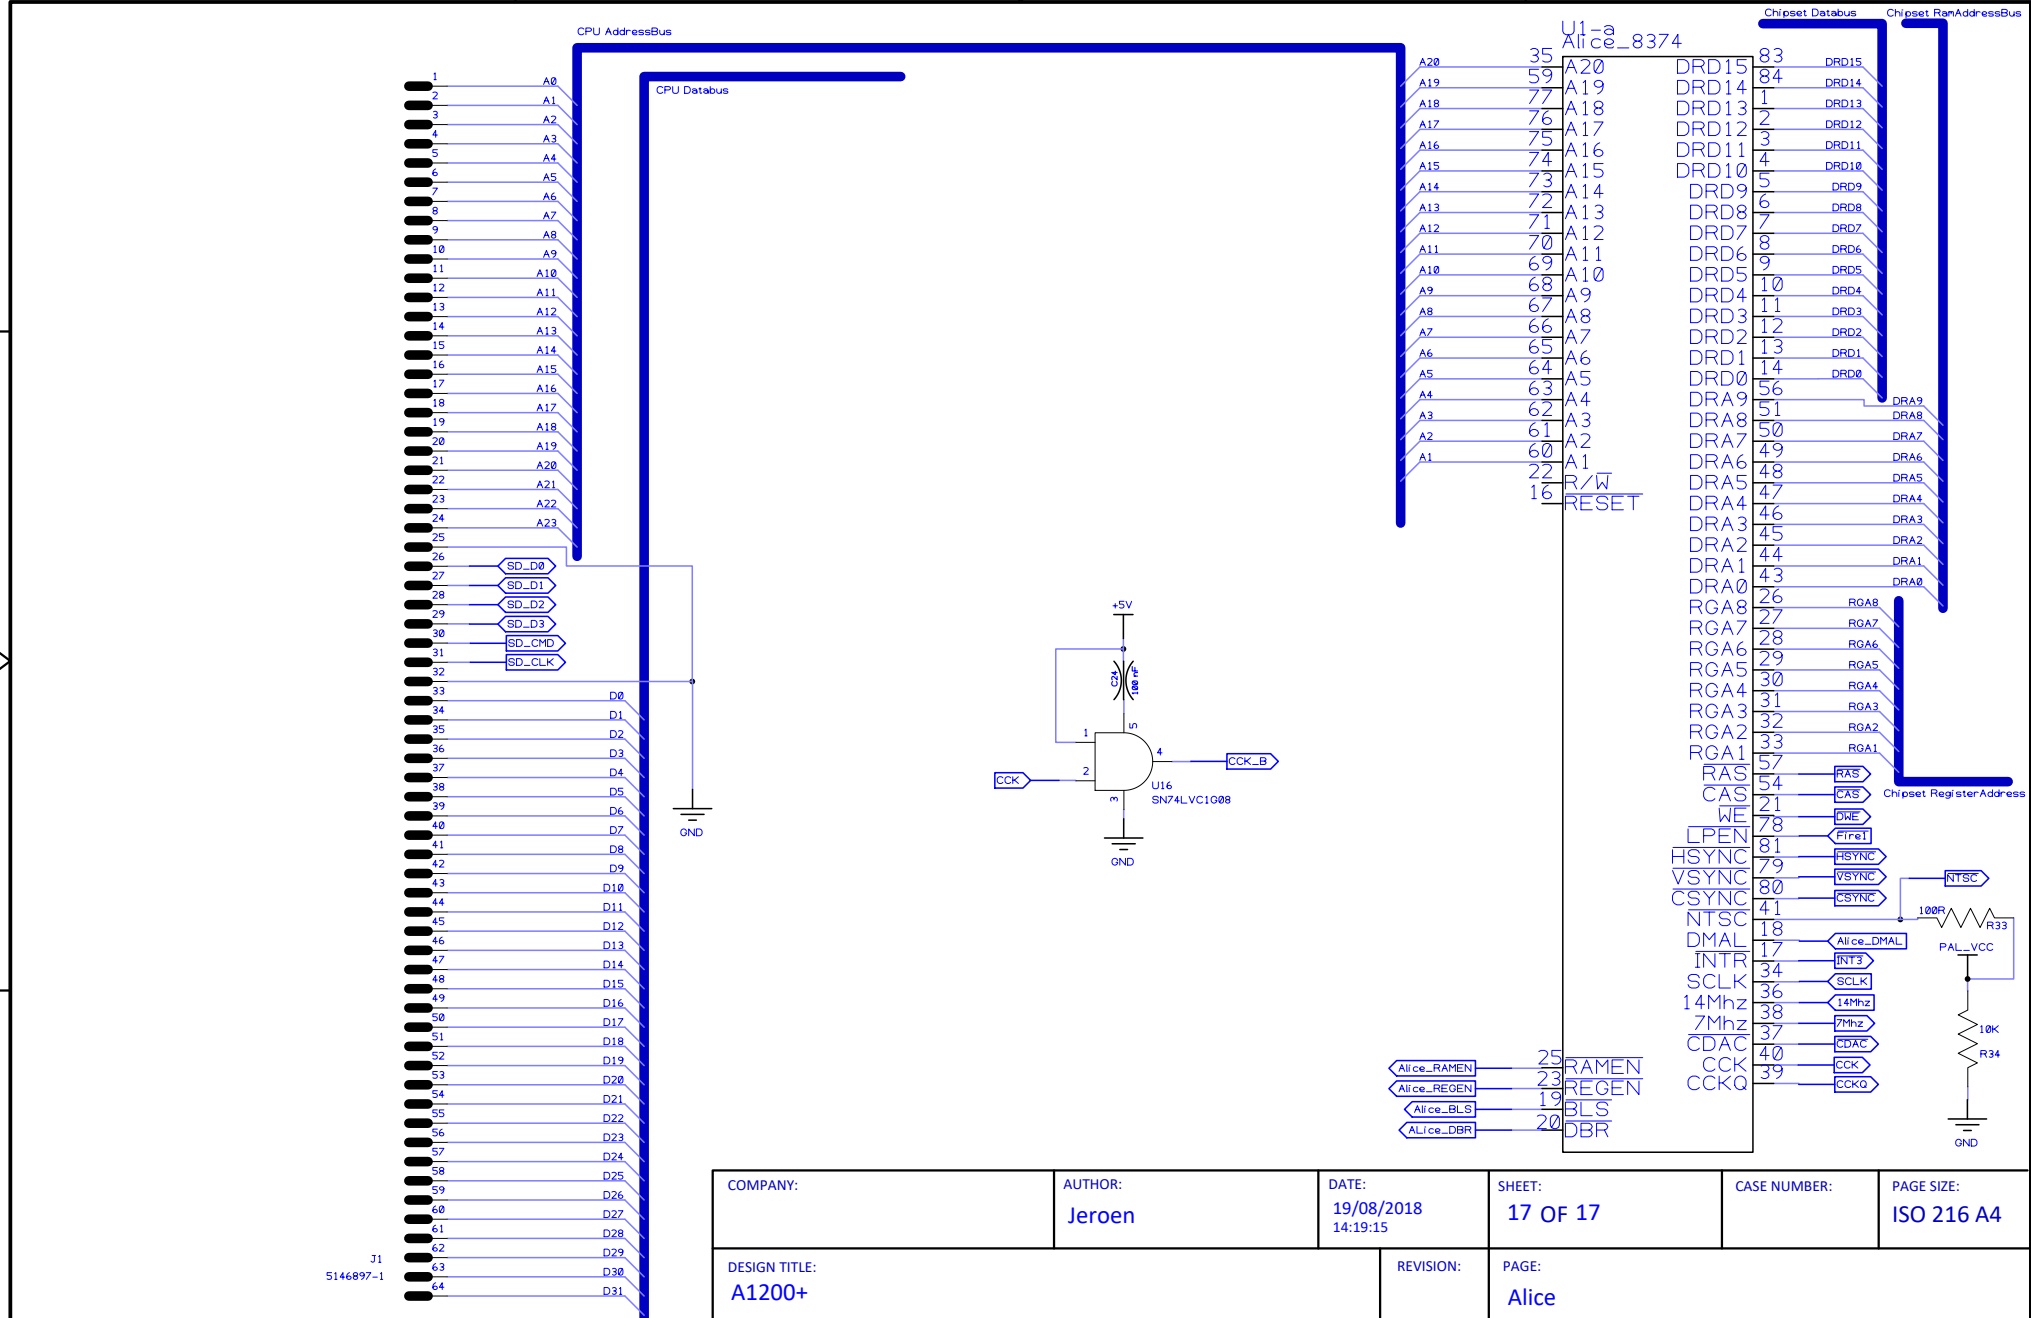 CPU AddressBus
CPU Databus
Chipset Databus
Chipset RamAddressBus
U1-a
Alice_8374
1 A0
2 A1
3 A2
4 A3
5 A4
6 A5
7 A6
8 A7
9 A8
10 A9
11 A10
12 A11
13 A12
14 A13
15 A14
16 A15
17 A16
18 A17
19 A18
20 A19
21 A20
22 A21
23 A22
24 A23
25
26 SD_D0
27 SD_D1
28 SD_D2
29 SD_D3
30 SD_CMD
31 SD_CLK
32
33 D0
34 D1
35 D2
36 D3
37 D4
38 D5
39 D6
40 D7
41 D8
42 D9
43 D10
44 D11
45 D12
46 D13
47 D14
48 D15
49 D16
50 D17
51 D18
52 D19
53 D20
54 D21
55 D22
56 D23
57 D24
58 D25
59 D26
60 D27
61 D28
62 D29
63 D30
64 D31
J1
5146897-1
GND
+5V
C24
100 nF
1
2
3
4
5
CCK
CCK_B
U16
SN74LVC1G08
GND
A20 35 A20
A19 59 A19
A18 77 A18
A17 76 A17
A16 75 A16
A15 74 A15
A14 73 A14
A13 72 A13
A12 71 A12
A11 70 A11
A10 69 A10
A9 68 A9
A8 67 A8
A7 66 A7
A6 65 A6
A5 64 A5
A4 63 A4
A3 62 A3
A2 61 A2
A1 60 A1
22 R/W
16 RESET
Alice_RAMEN 25 RAMEN
Alice_REGEN 23 REGEN
Alice_BLS 19 BLS
ALice_DBR 20 DBR
DRD15 83 DRD15
DRD14 84 DRD14
DRD13 1 DRD13
DRD12 2 DRD12
DRD11 3 DRD11
DRD10 4 DRD10
DRD9 5 DRD9
DRD8 6 DRD8
DRD7 7 DRD7
DRD6 8 DRD6
DRD5 9 DRD5
DRD4 10 DRD4
DRD3 11 DRD3
DRD2 12 DRD2
DRD1 13 DRD1
DRD0 14 DRD0
DRA9 56 DRA9
DRA8 51 DRA8
DRA7 50 DRA7
DRA6 49 DRA6
DRA5 48 DRA5
DRA4 47 DRA4
DRA3 46 DRA3
DRA2 45 DRA2
DRA1 44 DRA1
DRA0 43 DRA0
RGA8 26 RGA8
RGA7 27 RGA7
RGA6 28 RGA6
RGA5 29 RGA5
RGA4 30 RGA4
RGA3 31 RGA3
RGA2 32 RGA2
RGA1 33 RGA1
RAS 57 RAS
CAS 54 CAS
WE 21 DWE
LPEN 78 Fire1
HSYNC 81 HSYNC
VSYNC 79 VSYNC
CSYNC 80 CSYNC
NTSC 41
DMAL 18 Alice_DMAL
INTR 17 INT3
SCLK 34 SCLK
14Mhz 36 14Mhz
7Mhz 38 7Mhz
CDAC 37 CDAC
CCK 40 CCK
CCKQ 39 CCKQ
Chipset RegisterAddress
NTSC
100R
R33
PAL_VCC
10K
R34
GND
COMPANY:
AUTHOR:
Jeroen
DATE:
19/08/2018
14:19:15
SHEET:
17 OF 17
CASE NUMBER:
PAGE SIZE:
ISO 216 A4
DESIGN TITLE:
A1200+
REVISION:
PAGE:
Alice